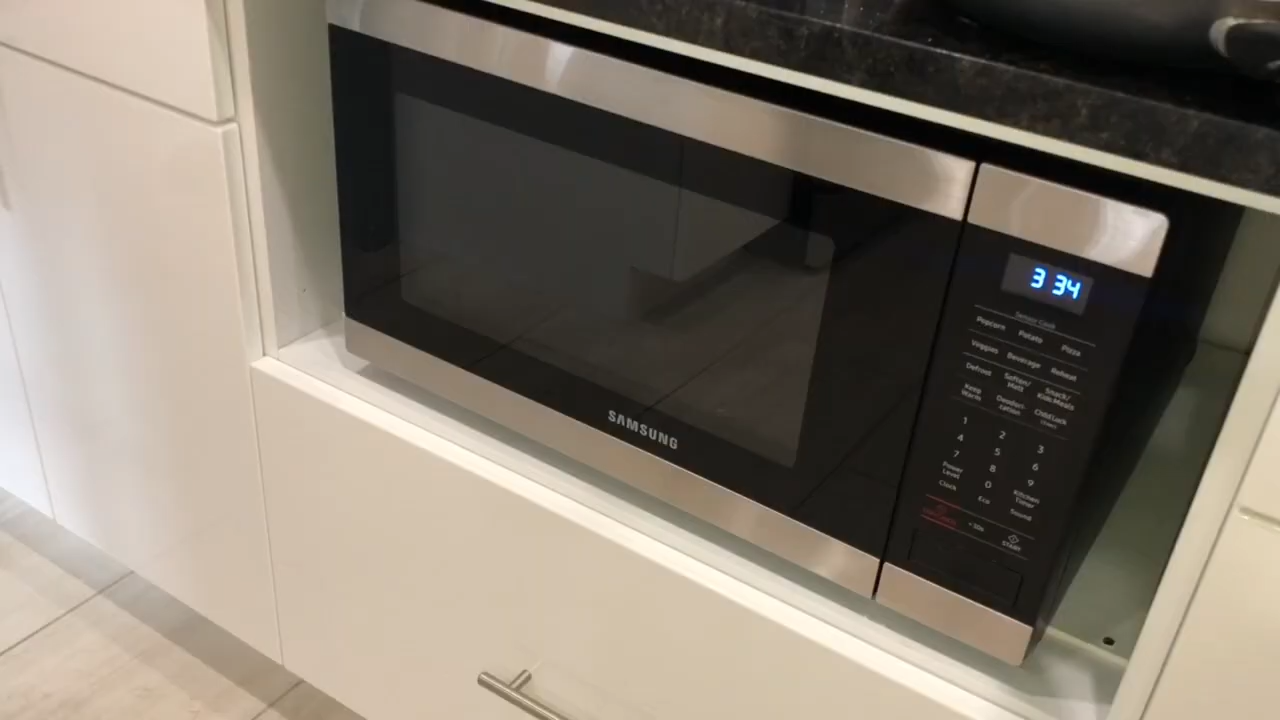 3 34
Sensor Cook
Popcorn Potato Pizza
Veggies Beverage Reheat
Defrost Soften/Melt Snack/Kids Meals
Keep Warm Deodorization Child Lock
1 2 3
4 5 6
7 8 9
Power Level 0 Kitchen Timer
Clock Eco Sound
+30s START
SAMSUNG